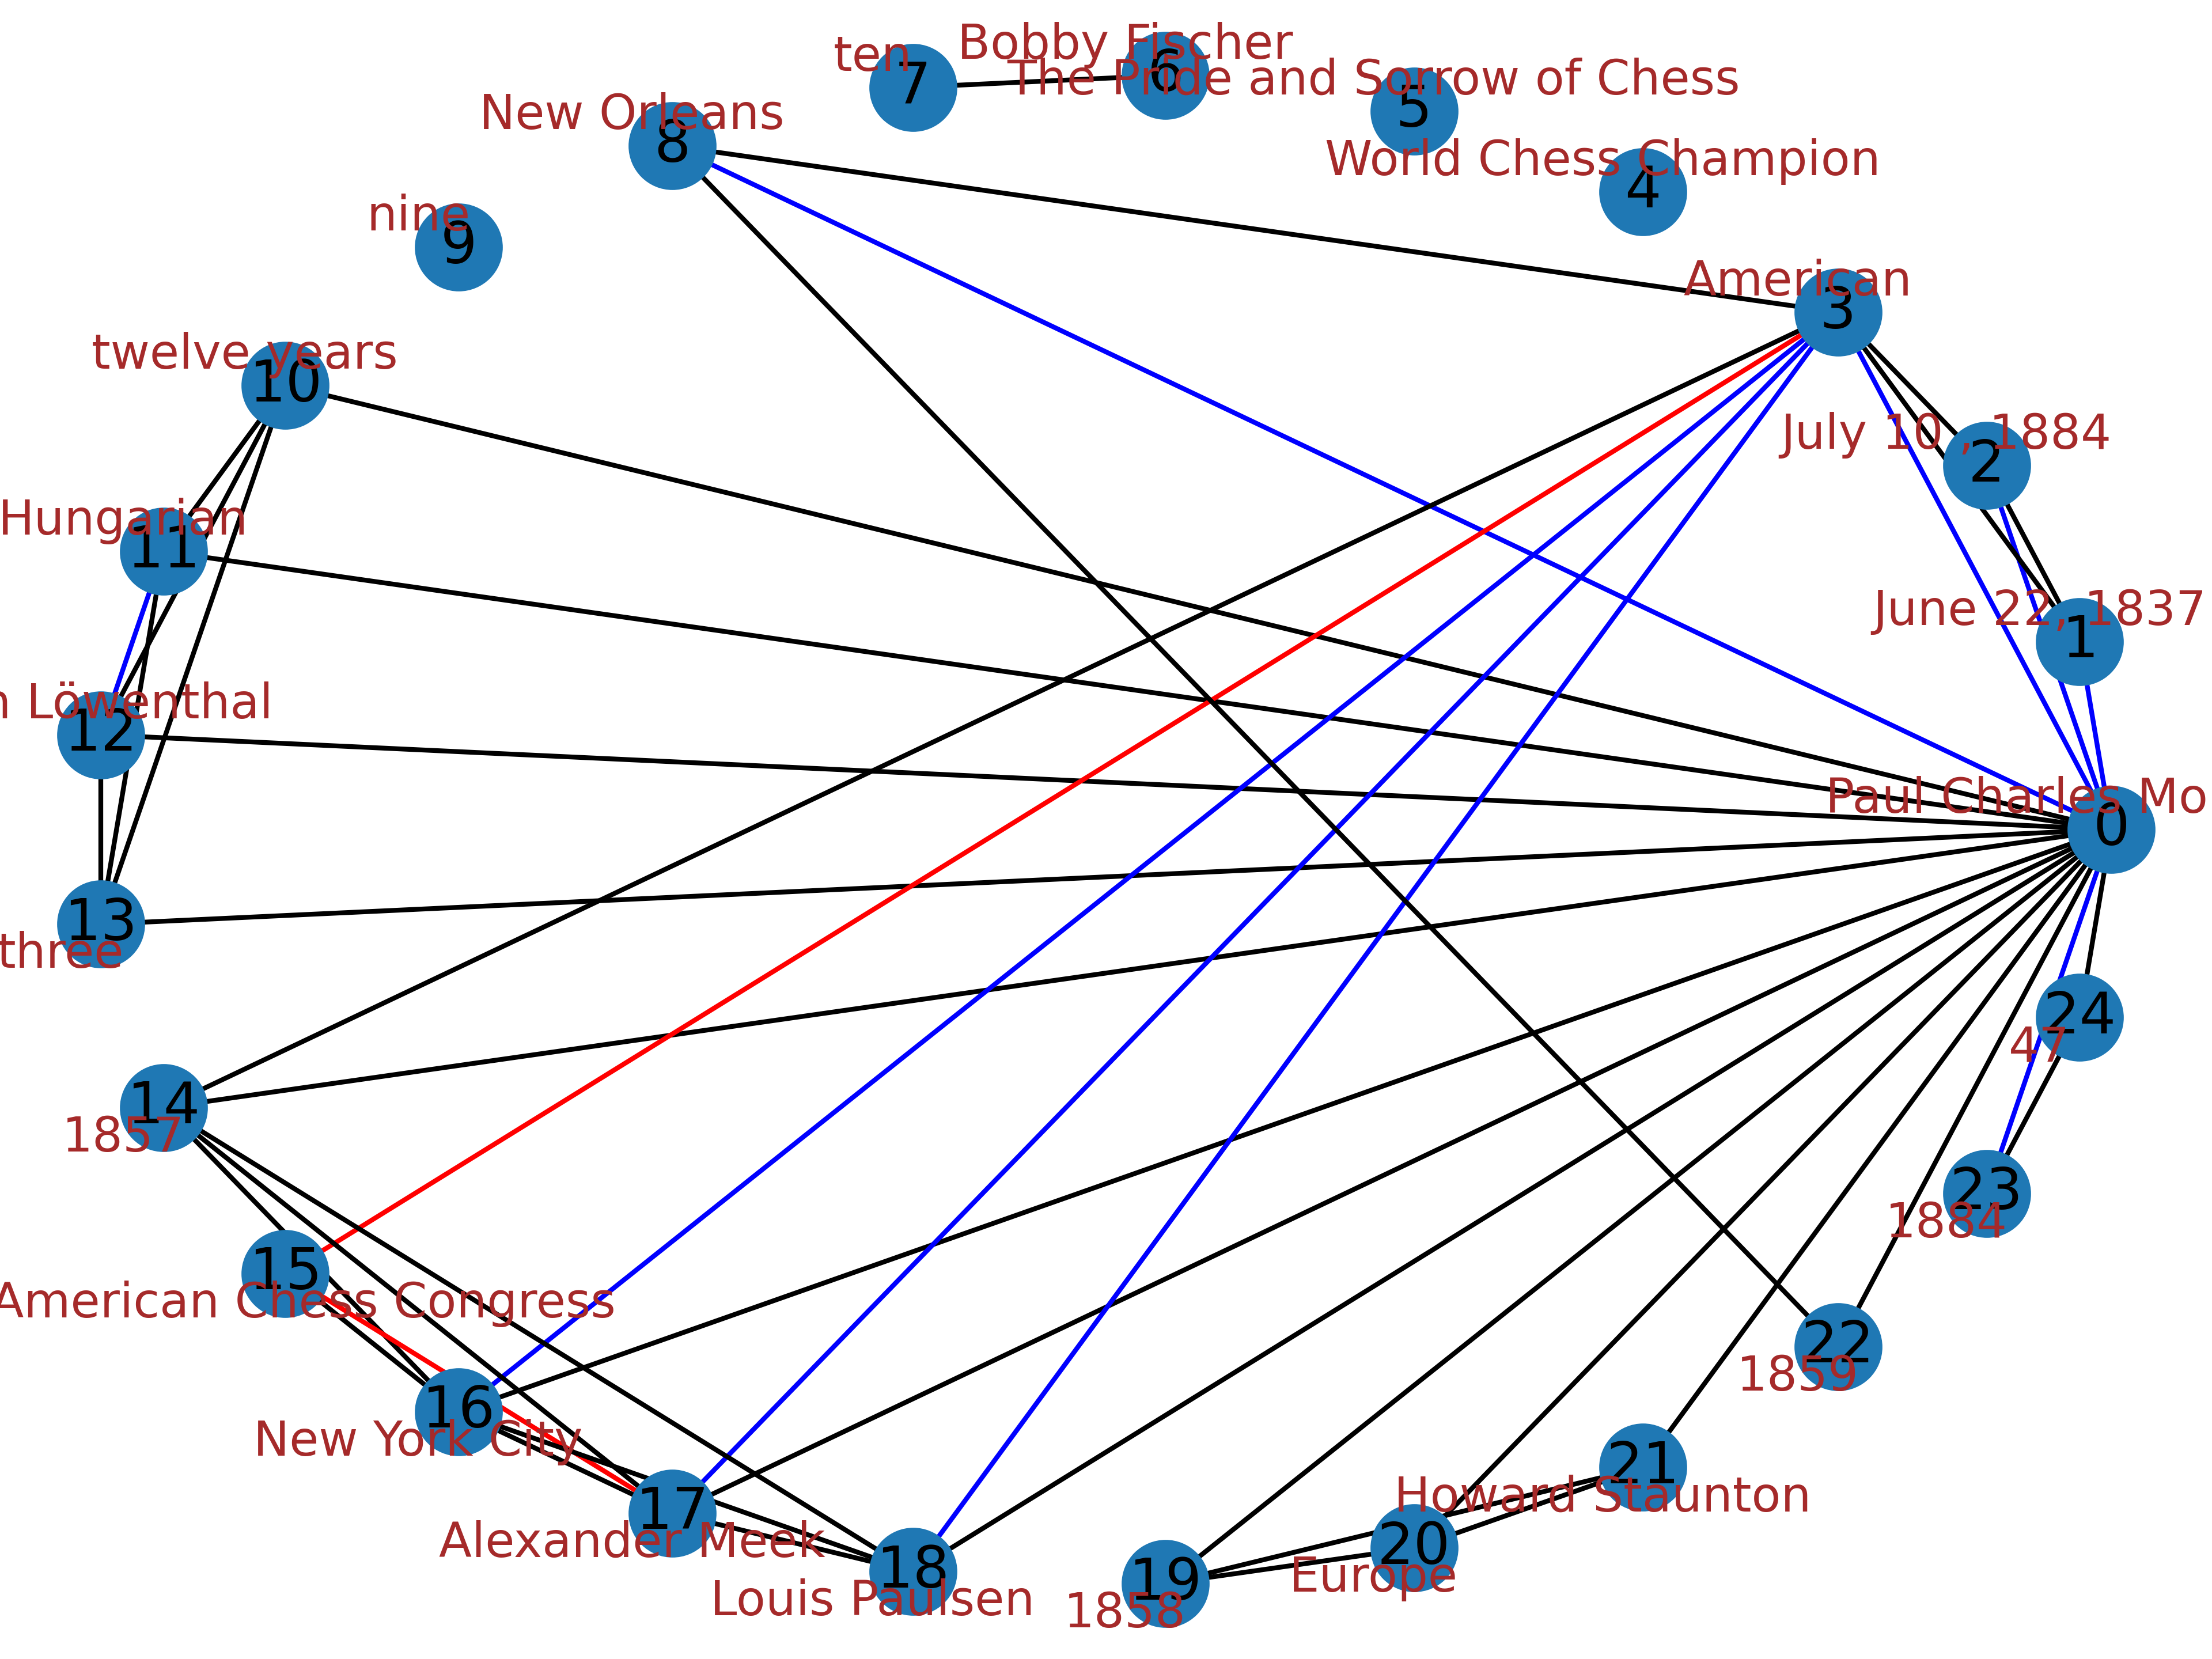 Bobby Fischer
ten
7
6
The Pride and Sorrow of Chess
5
New Orleans
8
World Chess Champion
4
nine
9
American
3
twelve years
10
July 10 , 1884
2
Hungarian
11
June 22, 1837
1
Löwenthal
12
Paul Charles Mo
0
13
three
24
47
14
1857
23
1884
15
American Chess Congress
22
1859
16
New York City
21
Howard Staunton
17
Alexander Meek
20
Europe
18
Louis Paulsen
19
1858